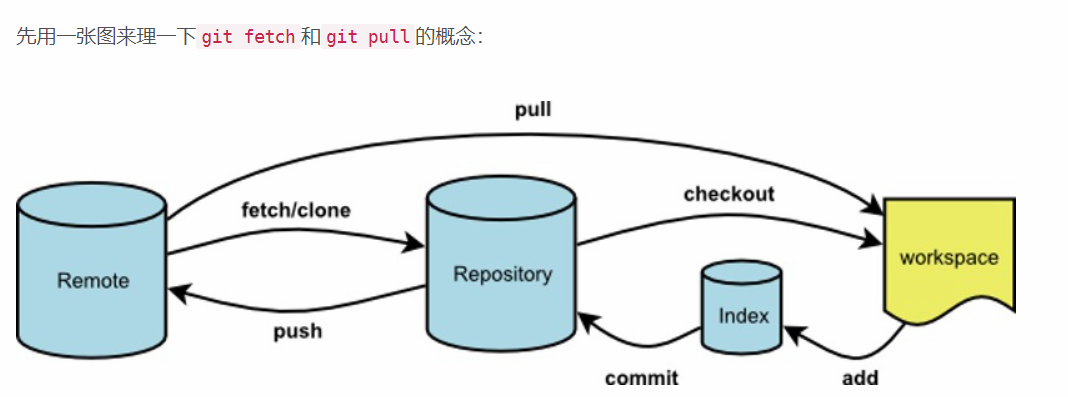 先用一张图来理一下git fetch和git pull的概念：
pull
fetch/clone
checkout
Remote
Repository
workspace
Index
push
commit
add